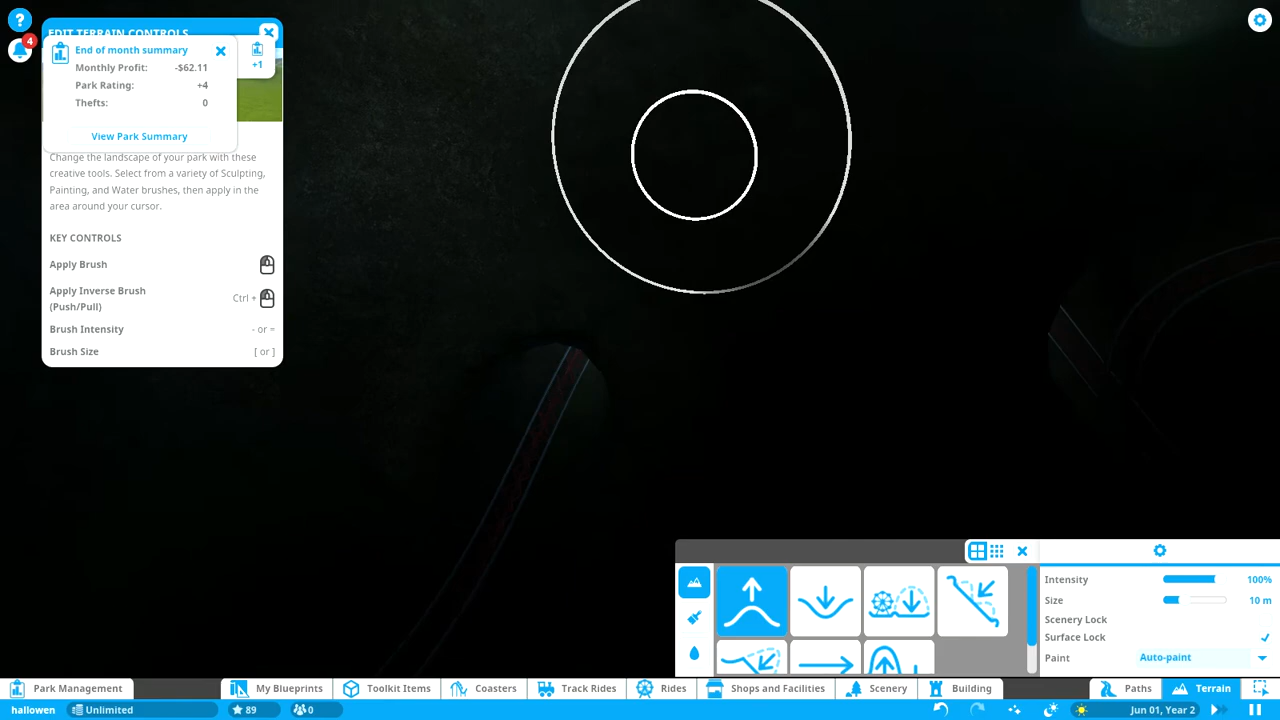 4
EDIT TERRAIN CONTROLS
End of month summary
Monthly Profit: -$62.11
Park Rating: +4
Thefts: 0
View Park Summary
+1
Change the landscape of your park with these
creative tools. Select from a variety of Sculpting,
Painting, and Water brushes, then apply in the
area around your cursor.
KEY CONTROLS
Apply Brush
Apply Inverse Brush
(Push/Pull)
Ctrl +
Brush Intensity - or =
Brush Size [ or ]
Intensity 100%
Size 10 m
Scenery Lock
Surface Lock
Paint Auto-paint
Park Management My Blueprints Toolkit Items Coasters Track Rides Rides Shops and Facilities Scenery Building Paths Terrain
hallowen Unlimited 89 0 Jun 01, Year 2